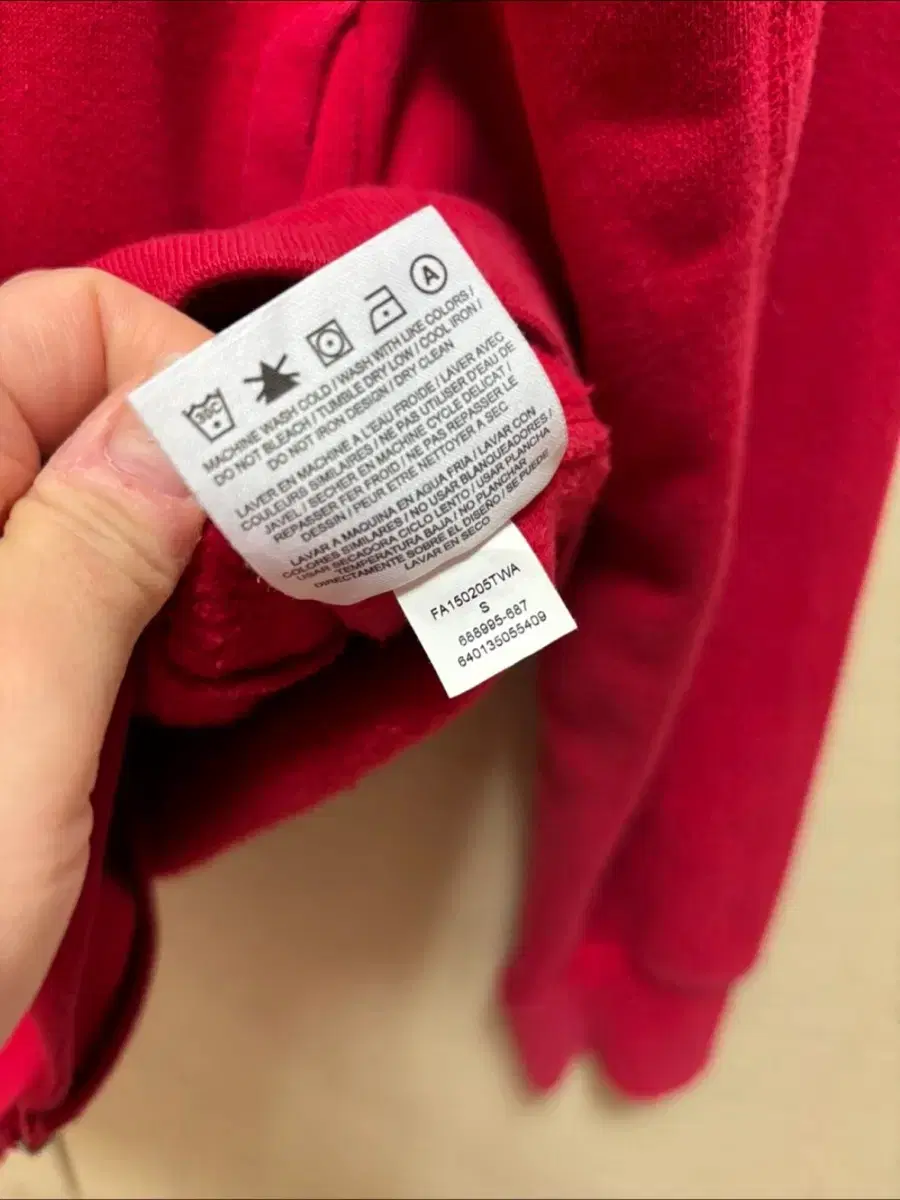 30C
A
MACHINE WASH COLD / WASH WITH LIKE COLORS /
DO NOT BLEACH / TUMBLE DRY LOW / COOL IRON /
DO NOT IRON DESIGN / DRY CLEAN
LAVER EN MACHINE A L'EAU FROIDE / LAVER AVEC
COULEURS SIMILAIRES / NE PAS UTILISER D'EAU DE
JAVEL / SECHER EN MACHINE CYCLE DELICAT /
REPASSER FER FROID / NE PAS REPASSER LE
DESSIN / PEUR ETRE NETTOYER A SEC
LAVAR A MAQUINA EN AGUA FRIA / LAVAR CON
COLORES SIMILARES / NO USAR BLANQUEADORES /
USAR SECADORA CICLO LENTO / USAR PLANCHA
TEMPERATURA BAJA / NO PLANCHAR
DIRECTAMENTE SOBRE EL DISEÑO / SE PUEDE
LAVAR EN SECO
FA150205TWA
S
688995-687
640135055409